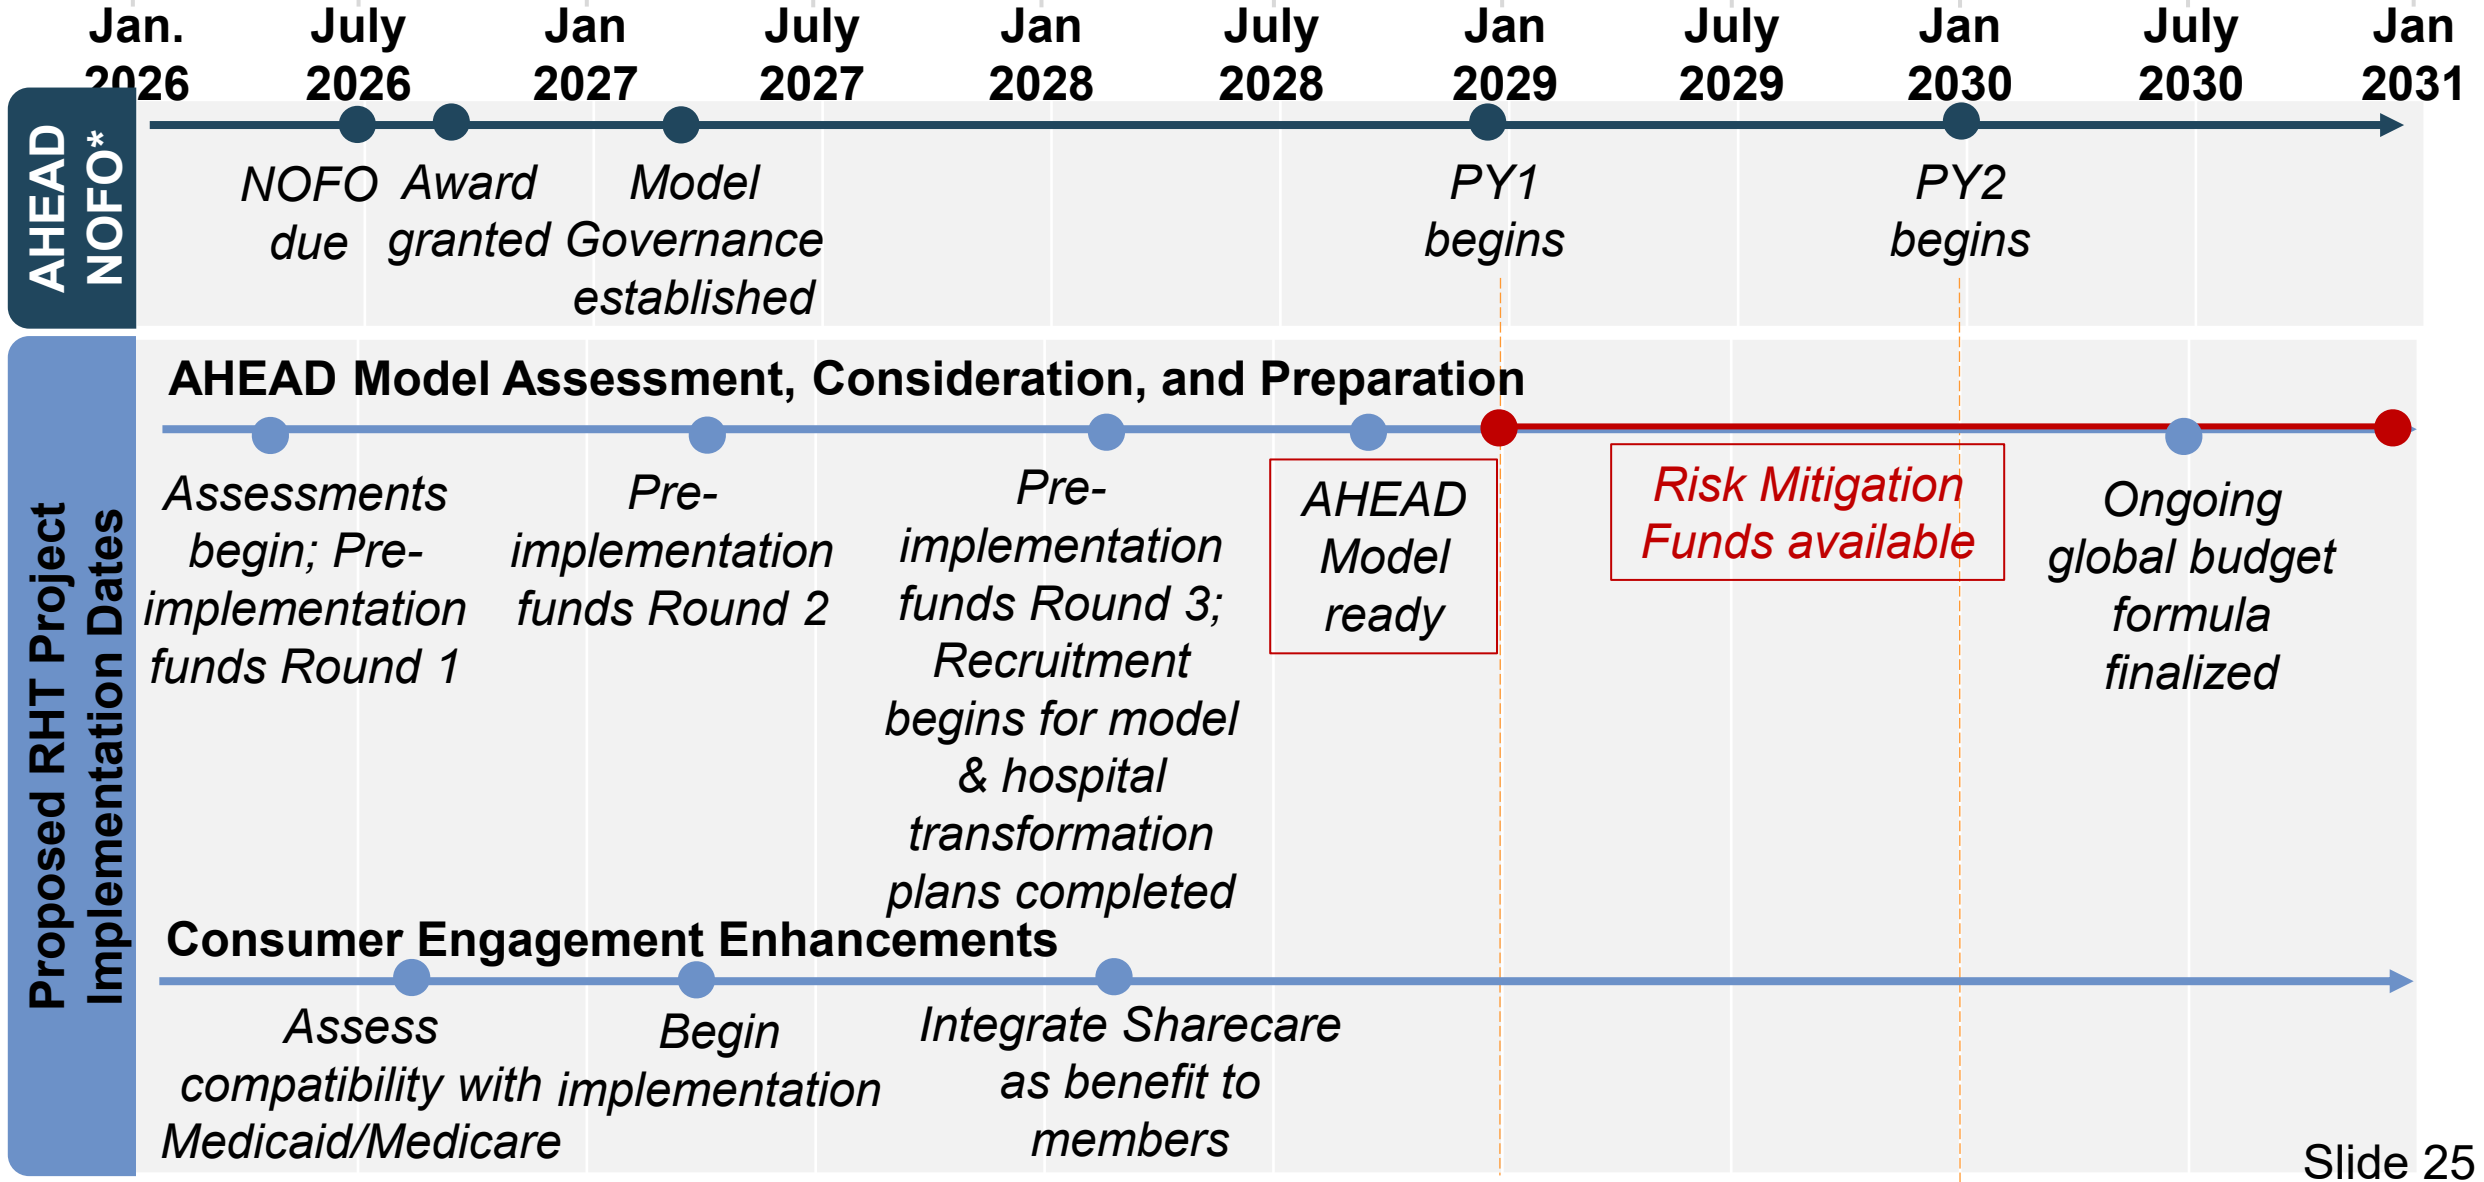 Jan.
2026
July
2026
Jan
2027
July
2027
Jan
2028
July
2028
Jan
2029
July
2029
Jan
2030
July
2030
Jan
2031
AHEAD
NOFO*
NOFO
due
Award
granted
Model
Governance
established
PY1
begins
PY2
begins
Proposed RHT Project
Implementation Dates
AHEAD Model Assessment, Consideration, and Preparation
Assessments
begin; Pre-
implementation
funds Round 1
Pre-
implementation
funds Round 2
Pre-
implementation
funds Round 3;
Recruitment
begins for model
& hospital
transformation
plans completed
AHEAD
Model
ready
Risk Mitigation
Funds available
Ongoing
global budget
formula
finalized
Consumer Engagement Enhancements
Assess
compatibility with
Medicaid/Medicare
Begin
implementation
Integrate Sharecare
as benefit to
members
Slide 25